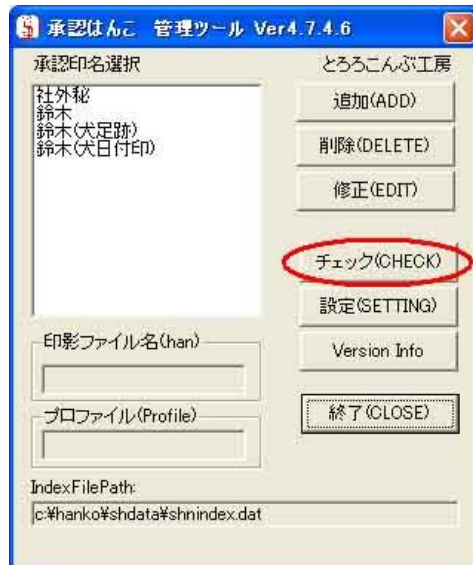 承認はんこ 管理ツール Ver4.7.4.6
承認印名選択
とろろこんぶ工房
社外秘
鈴木
鈴木(犬足跡)
鈴木(犬日付印)
追加(ADD)
削除(DELETE)
修正(EDIT)
チェック(CHECK)
設定(SETTING)
Version Info
終了(CLOSE)
印影ファイル名(han)
プロファイル(Profile)
IndexFilePath:
c:¥hanko¥shdata¥shnindex.dat